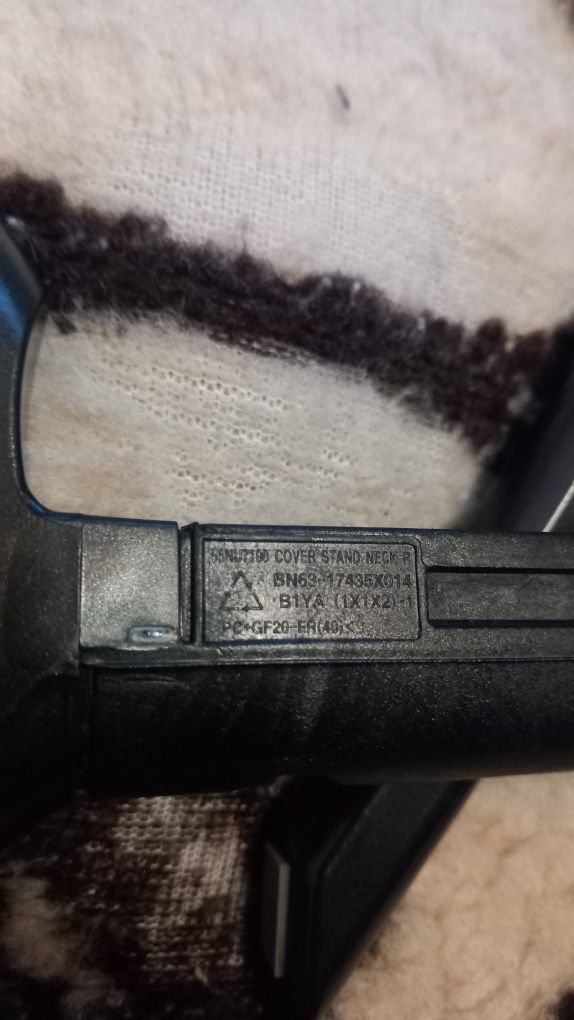 55NU7100 COVER STAND-NECK R
BN63-17435X014
B1YA (1X1X2)-1
>PC+GF20-FR(40)<